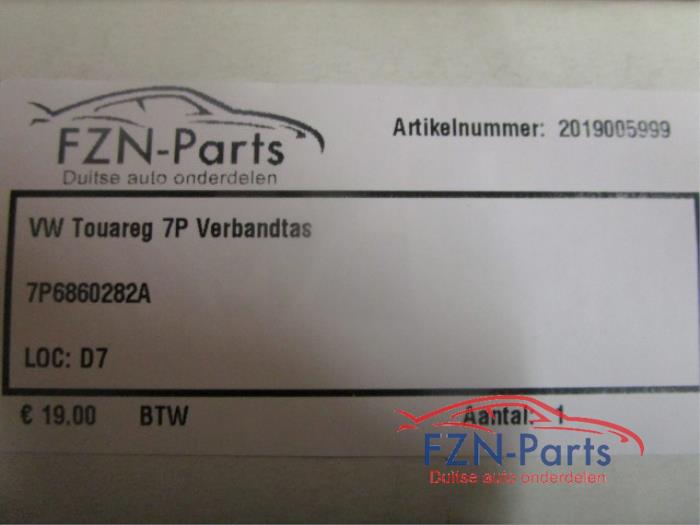 FZN-Parts
Duitse auto onderdelen
Artikelnummer: 2019005999
VW Touareg 7P Verbandtas
7P6860282A
LOC: D7
€ 19.00 BTW Aantal: 1
FZN-Parts
Duitse auto onderdelen